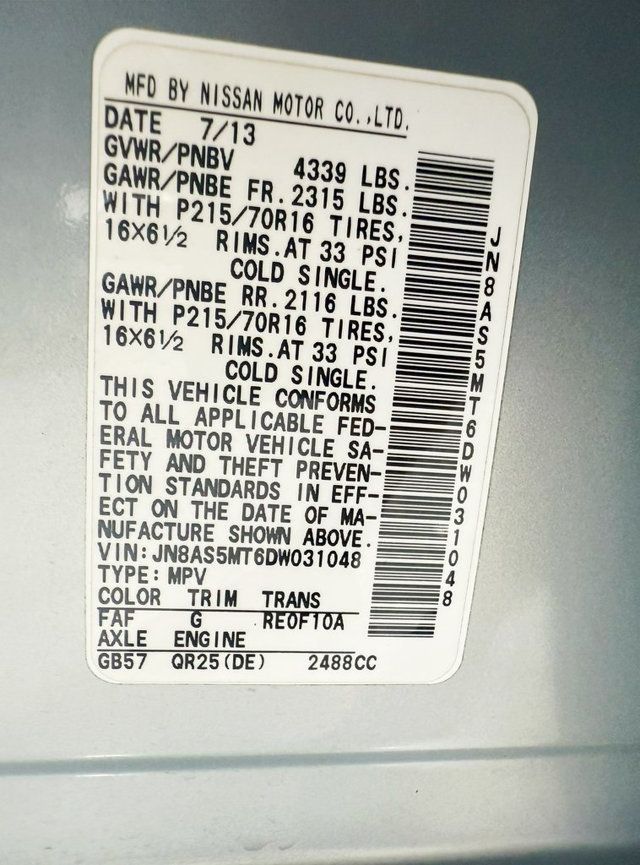 MFD BY NISSAN MOTOR CO.,LTD.
DATE 7/13
GVWR/PNBV 4339 LBS.
GAWR/PNBE FR. 2315 LBS.
WITH P215/70R16 TIRES,
16X6½ RIMS.AT 33 PSI
COLD SINGLE.
GAWR/PNBE RR. 2116 LBS.
WITH P215/70R16 TIRES,
16X6½ RIMS.AT 33 PSI
COLD SINGLE.
THIS VEHICLE CONFORMS
TO ALL APPLICABLE FED-
ERAL MOTOR VEHICLE SA-
FETY AND THEFT PREVEN-
TION STANDARDS IN EFF-
ECT ON THE DATE OF MA-
NUFACTURE SHOWN ABOVE.
VIN:JN8AS5MT6DW031048
TYPE:MPV
COLOR TRIM TRANS
FAF G RE0F10A
AXLE ENGINE
GB57 QR25(DE) 2488CC
JN8AS5MT6DW031048